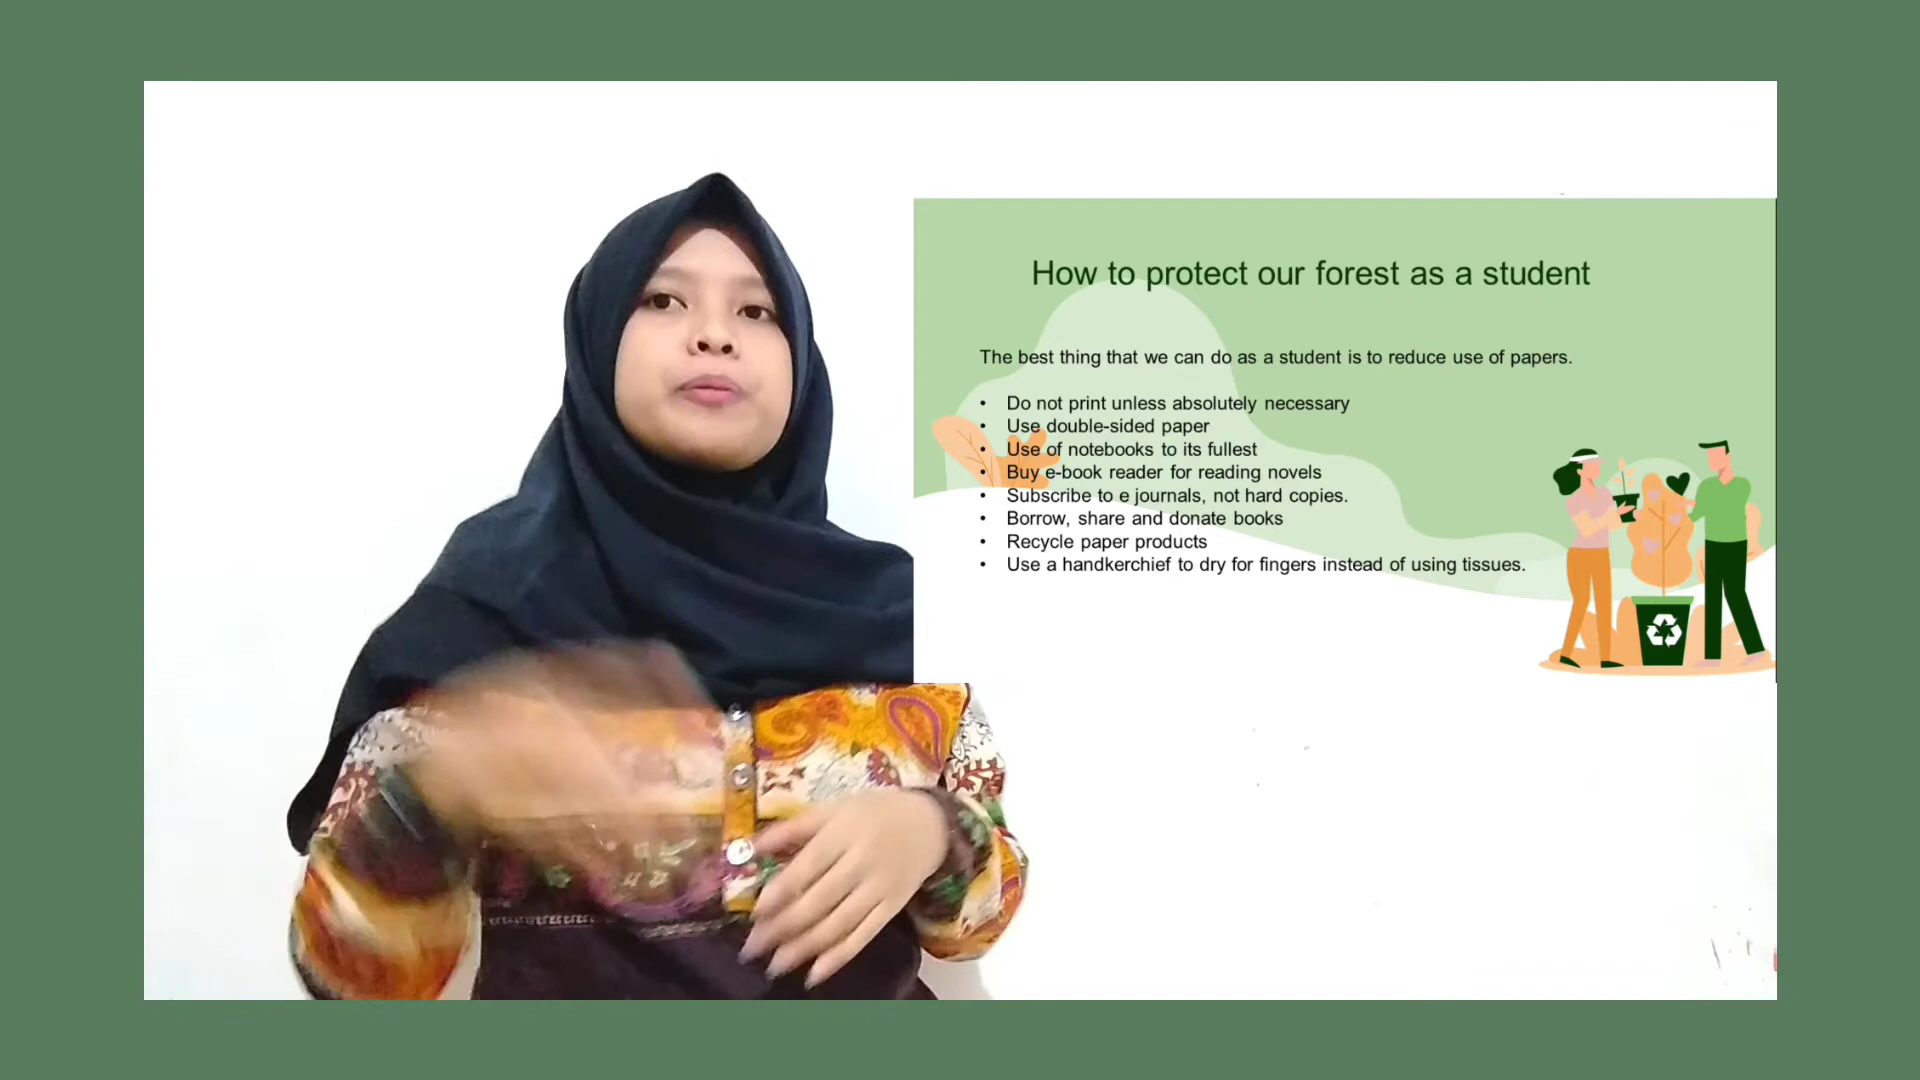 How to protect our forest as a student
The best thing that we can do as a student is to reduce use of papers.
• Do not print unless absolutely necessary
• Use double-sided paper
• Use of notebooks to its fullest
• Buy e-book reader for reading novels
• Subscribe to e journals, not hard copies.
• Borrow, share and donate books
• Recycle paper products
• Use a handkerchief to dry for fingers instead of using tissues.